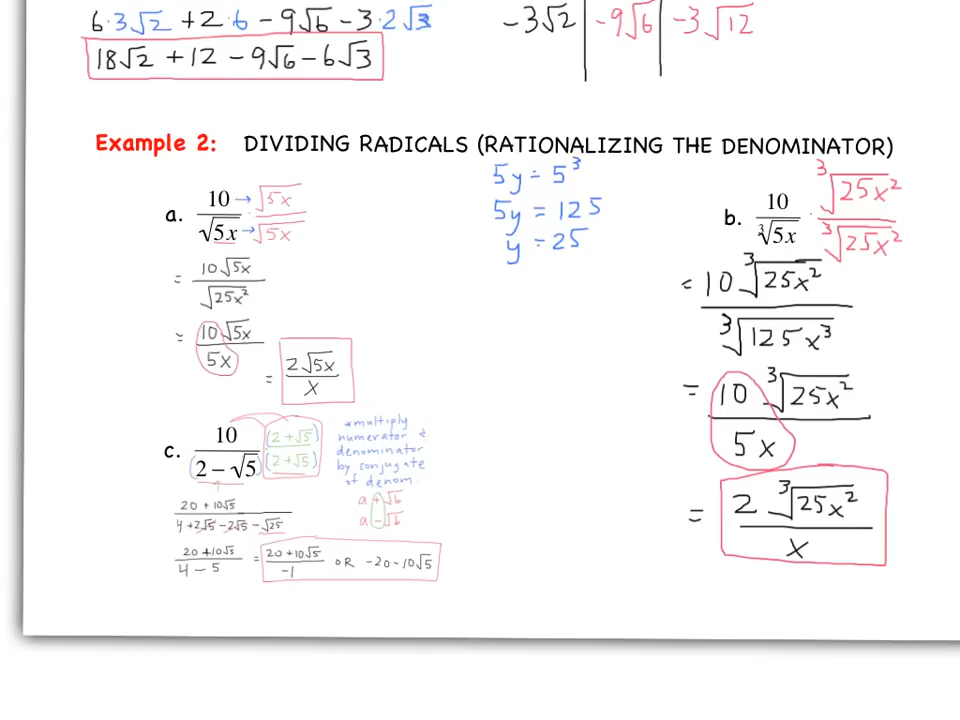 6·3√2 + 2·6 - 9√6 - 3·2√3
18√2 + 12 - 9√6 - 6√3
-3√2 | -9√6 | -3√12
Example 2: DIVIDING RADICALS (RATIONALIZING THE DENOMINATOR)
a. 10/√5x → · √5x/√5x
= 10√5x/√25x²
= 10√5x/5x
= 2√5x/x
5y = 5³
5y = 125
y = 25
b. 10/∛5x · ∛25x²/∛25x²
= 10∛25x²/∛125x³
= 10∛25x²/5x
= 2∛25x²/x
c. 10/(2 - √5) (2 + √5)/(2 + √5)
*multiply
numerator &
denominator
by conjugate
of denom.
a + √b
a - √b
20 + 10√5/4 + 2√5 - 2√5 - √25
20 + 10√5/4 - 5 = 20 + 10√5/-1 OR -20 - 10√5